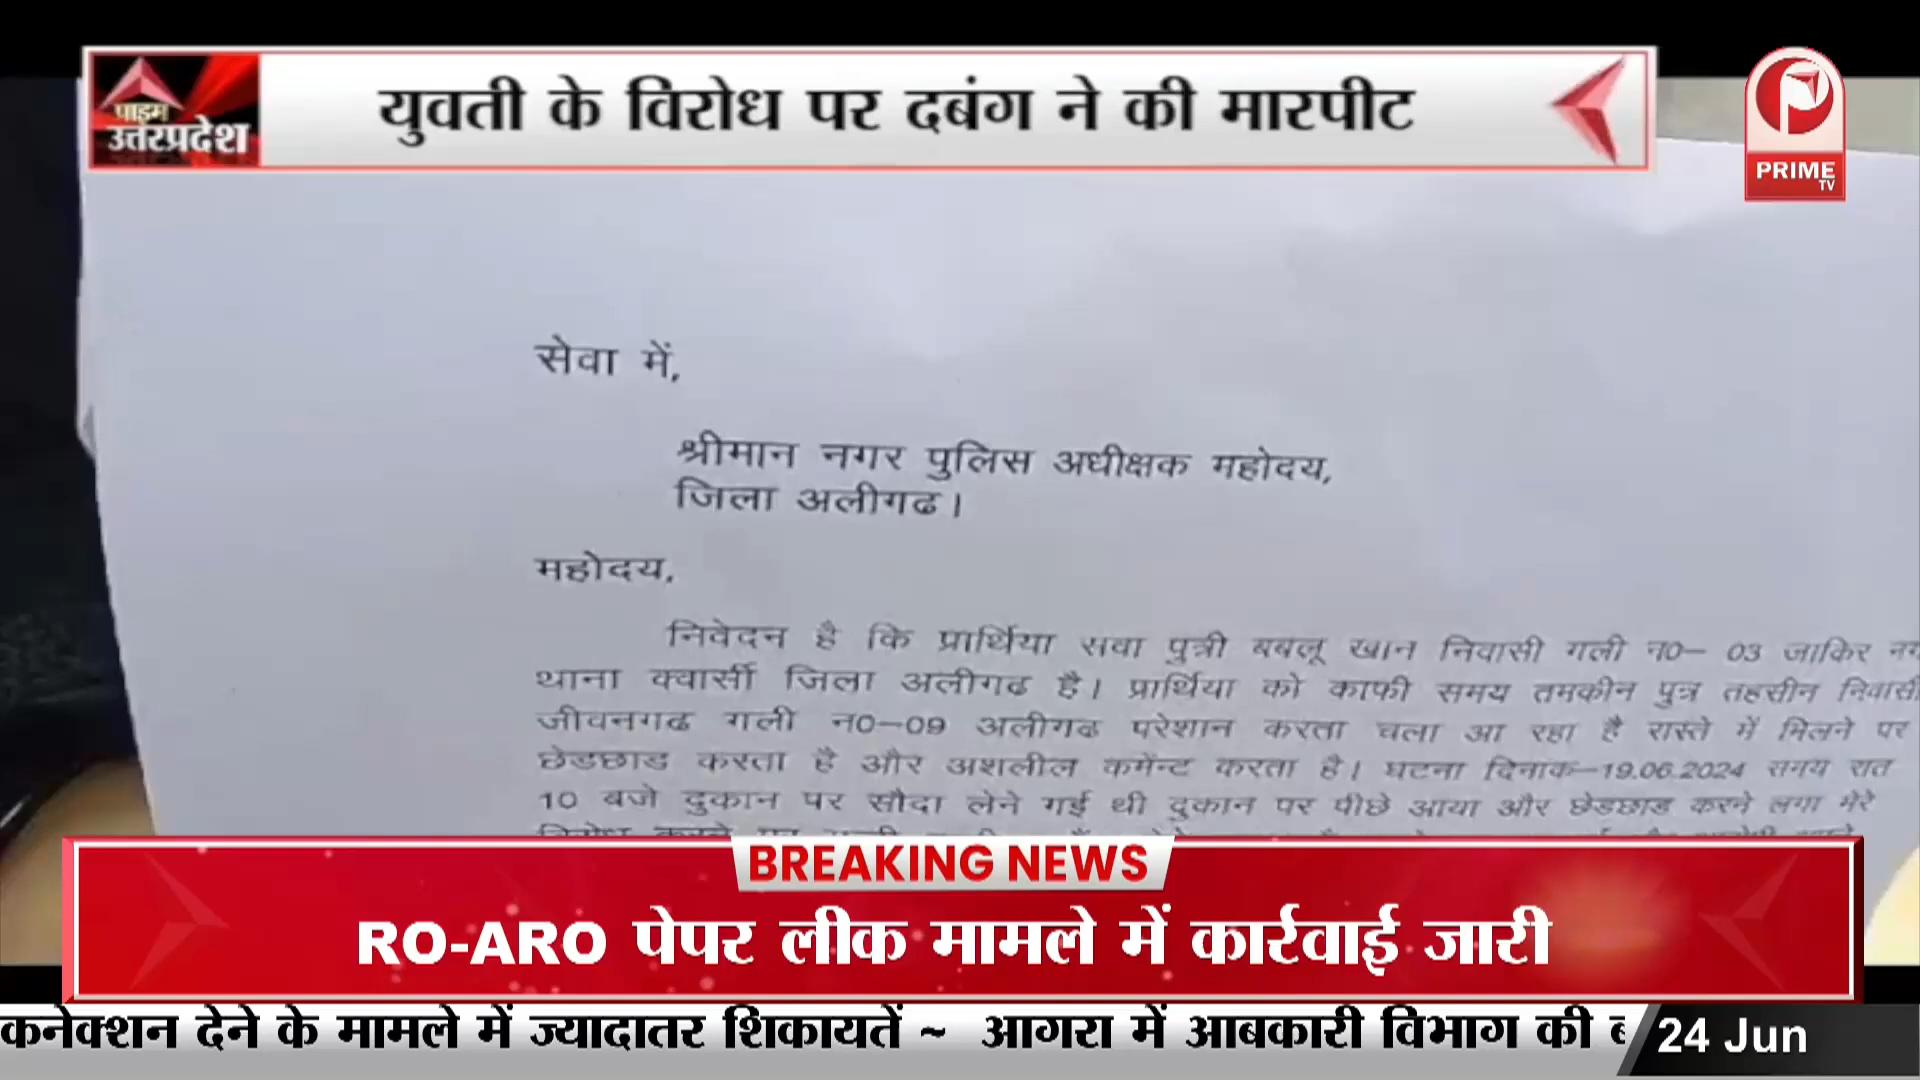 पाइम
उत्तरप्रदेश
युवती के विरोध पर दबंग ने की मारपीट
PRIME
TV
सेवा में,
श्रीमान नगर पुलिस अधीक्षक महोदय,
जिला अलीगढ।
महोदय,
निवेदन है कि प्रार्थिया सवा पुत्री बबलू खान निवासी गली न0– 03 जाकिर
थाना क्वार्सी जिला अलीगढ है। प्रार्थिया को काफी समय तमकीन पुत्र तहसीन निवासी
जीवनगढ गली न0–09 अलीगढ परेशान करता चला आ रहा है रास्ते में मिलने पर
छेडछाड करता है और अशलील कमेंन्ट करता है। घटना दिनाक–19.06.2024 समय रात
10 बजे दुकान पर सौदा लेने गई थी दुकान पर पीछे आया और छेडछाड करने लगा मेरे
BREAKING NEWS
RO-ARO पेपर लीक मामले में कार्रवाई जारी
कनेक्शन देने के मामले में ज्यादातर शिकायतें ~ आगरा में आबकारी विभाग की
24 Jun